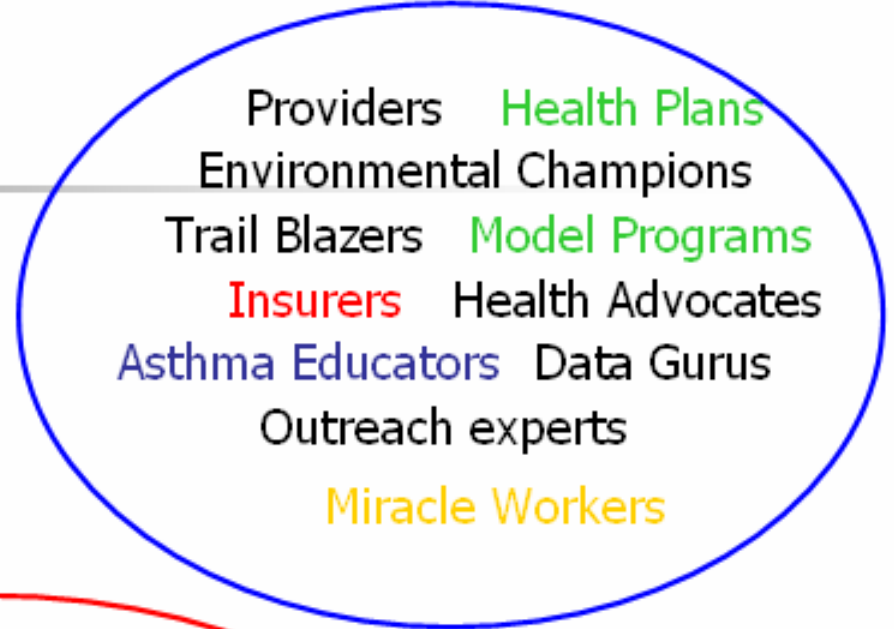 Providers Health Plans
Environmental Champions
Trail Blazers Model Programs
Insurers Health Advocates
Asthma Educators Data Gurus
Outreach experts
Miracle Workers